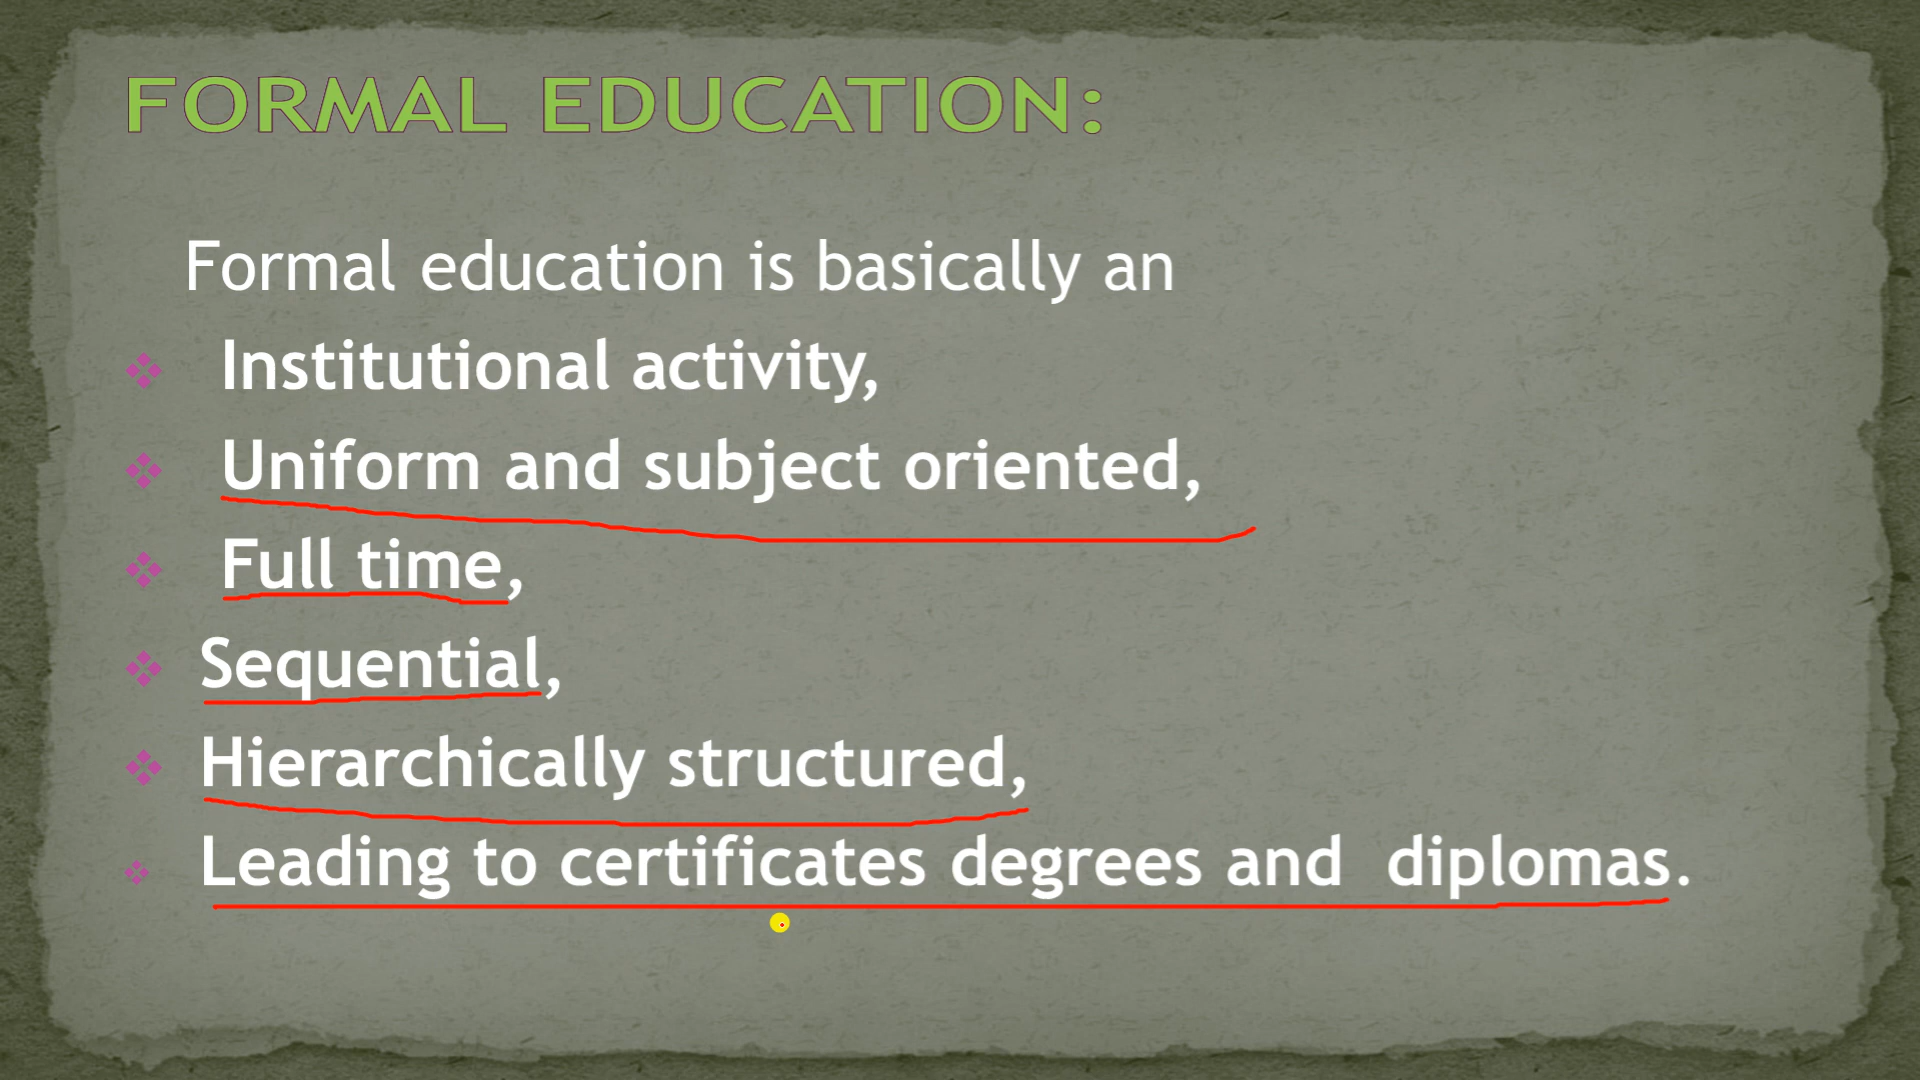 FORMAL EDUCATION:
Formal education is basically an
Institutional activity,
Uniform and subject oriented,
Full time,
Sequential,
Hierarchically structured,
Leading to certificates degrees and  diplomas.